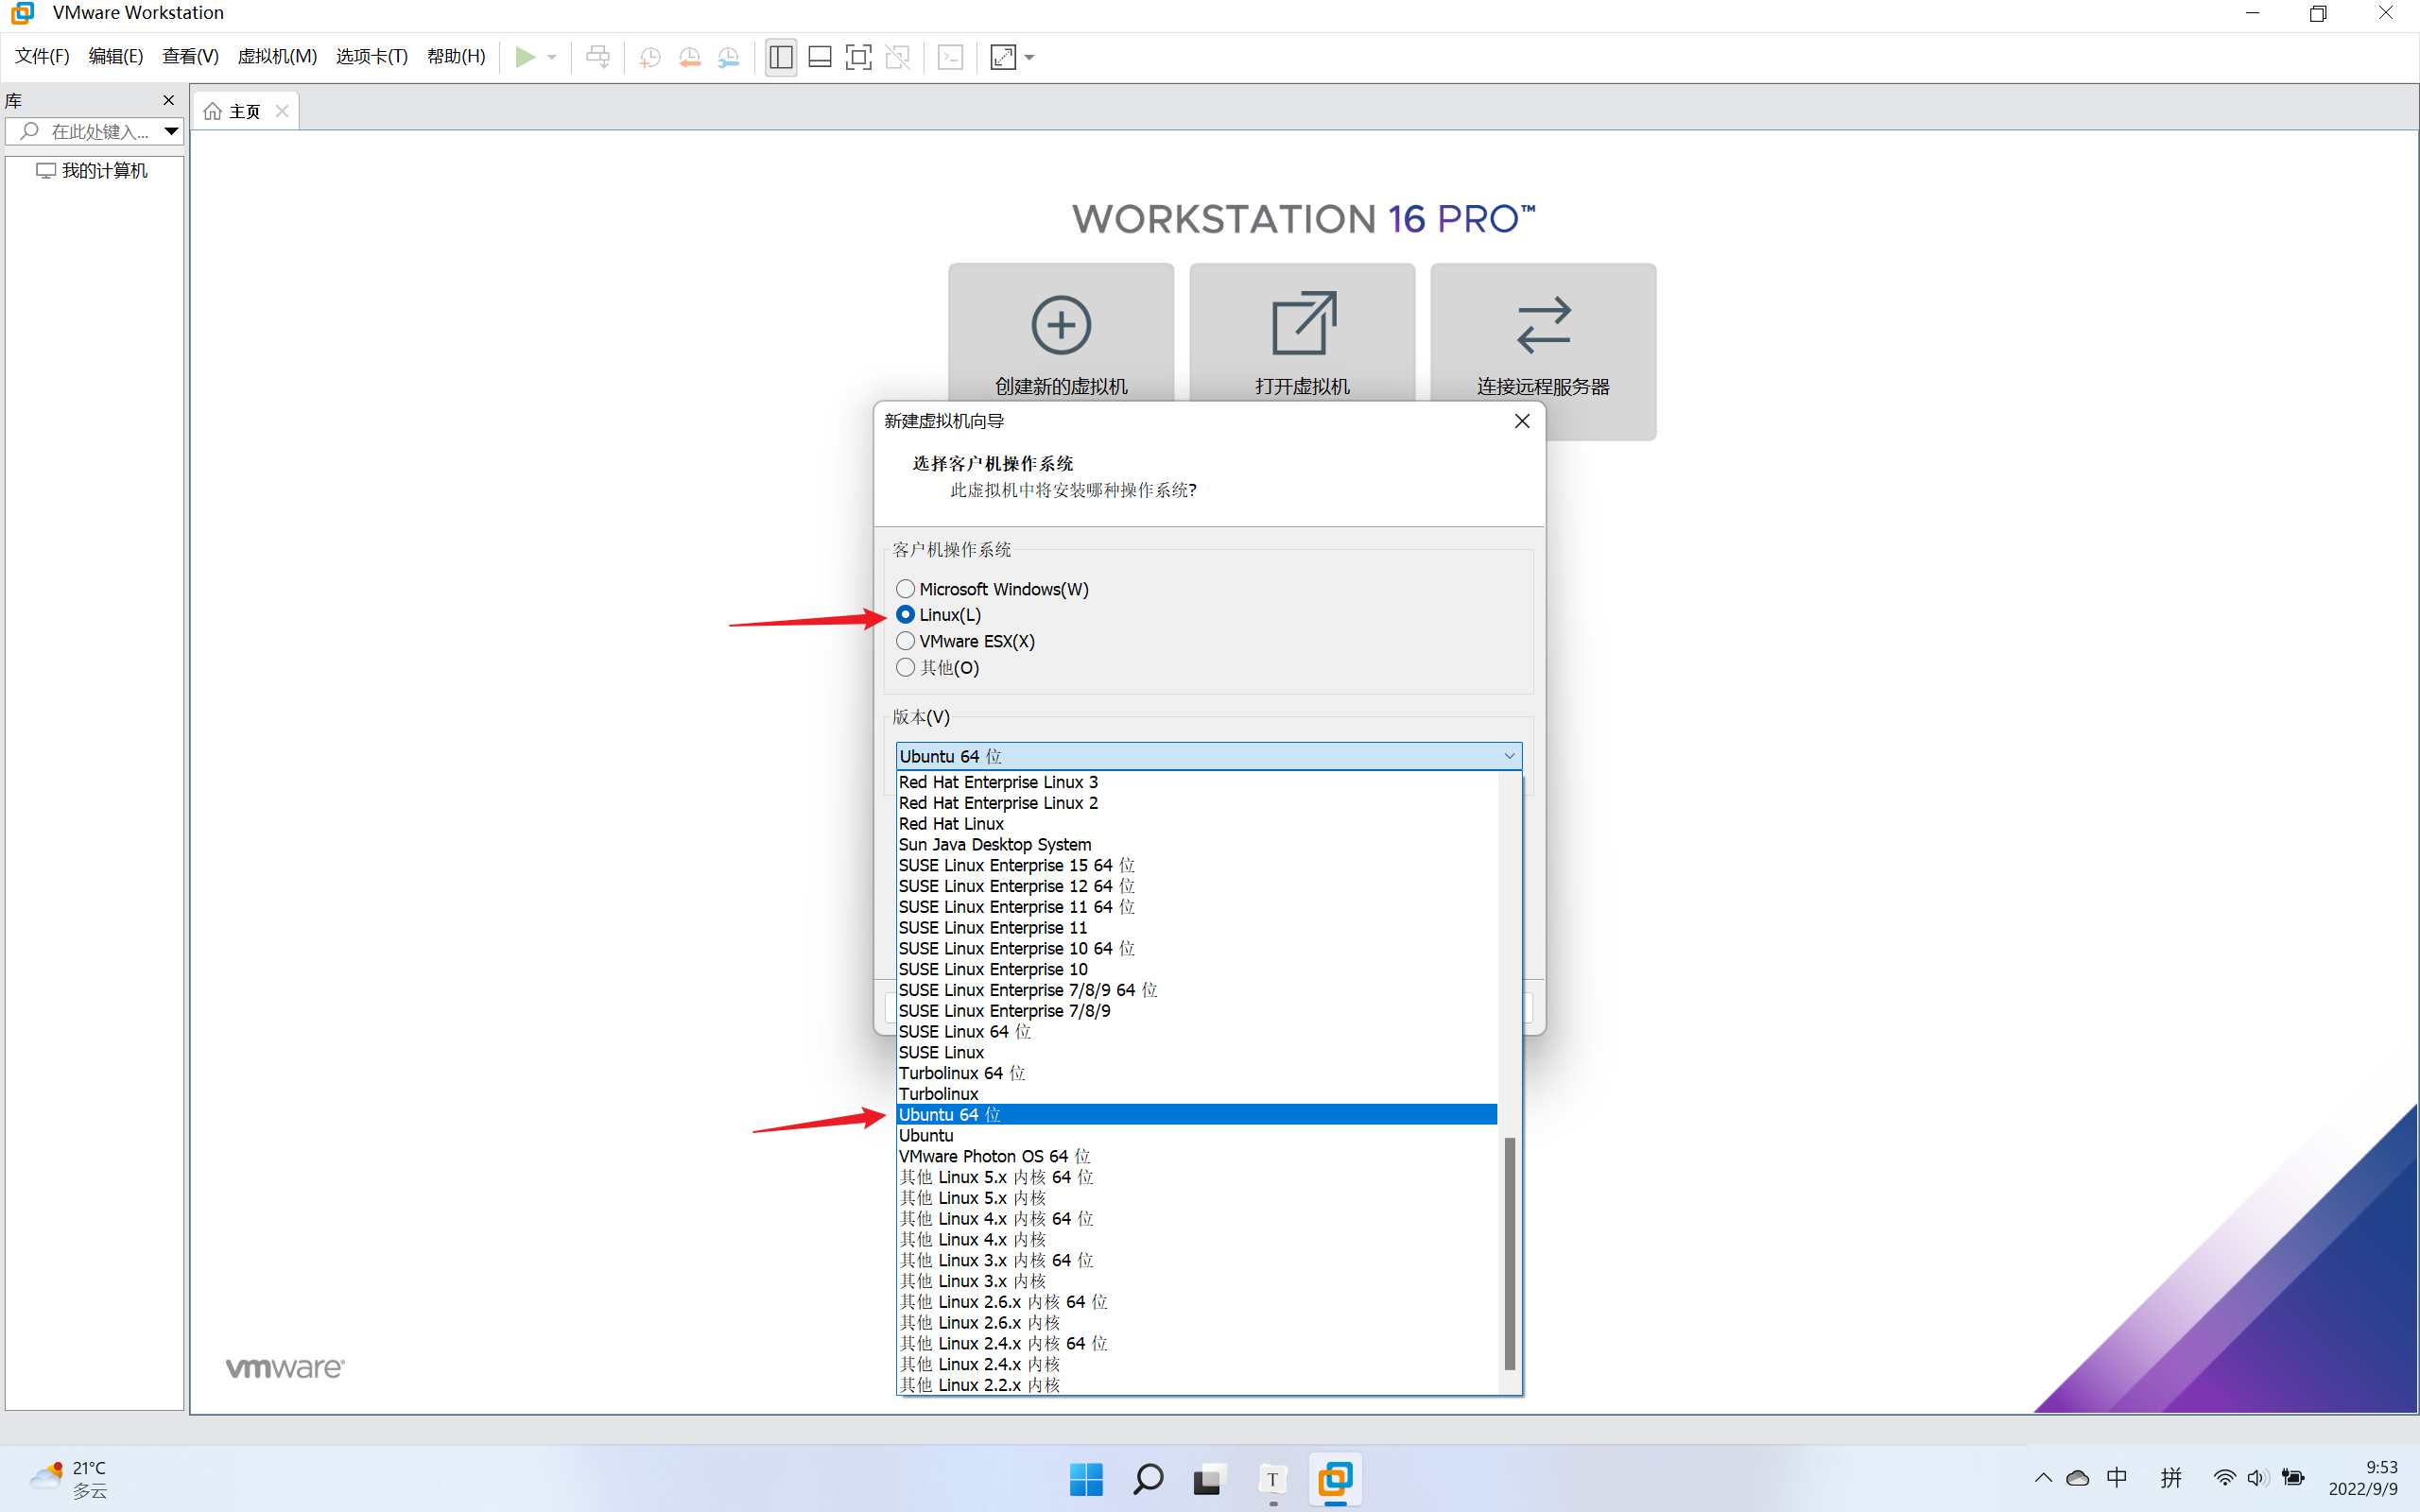 VMware Workstation
文件(F) 编辑(E) 查看(V) 虚拟机(M) 选项卡(T) 帮助(H)
库
主页
在此处键入...
我的计算机
WORKSTATION 16 PRO™
创建新的虚拟机 打开虚拟机 连接远程服务器
新建虚拟机向导
选择客户机操作系统
此虚拟机中将安装哪种操作系统?
客户机操作系统
Microsoft Windows(W)
Linux(L)
VMware ESX(X)
其他(O)
版本(V)
Ubuntu 64 位
Red Hat Enterprise Linux 3
Red Hat Enterprise Linux 2
Red Hat Linux
Sun Java Desktop System
SUSE Linux Enterprise 15 64 位
SUSE Linux Enterprise 12 64 位
SUSE Linux Enterprise 11 64 位
SUSE Linux Enterprise 11
SUSE Linux Enterprise 10 64 位
SUSE Linux Enterprise 10
SUSE Linux Enterprise 7/8/9 64 位
SUSE Linux Enterprise 7/8/9
SUSE Linux 64 位
SUSE Linux
Turbolinux 64 位
Turbolinux
Ubuntu 64 位
Ubuntu
VMware Photon OS 64 位
其他 Linux 5.x 内核 64 位
其他 Linux 5.x 内核
其他 Linux 4.x 内核 64 位
其他 Linux 4.x 内核
其他 Linux 3.x 内核 64 位
其他 Linux 3.x 内核
其他 Linux 2.6.x 内核 64 位
其他 Linux 2.6.x 内核
其他 Linux 2.4.x 内核 64 位
其他 Linux 2.4.x 内核
其他 Linux 2.2.x 内核
vmware®
21°C
多云
T
中 拼
9:53
2022/9/9